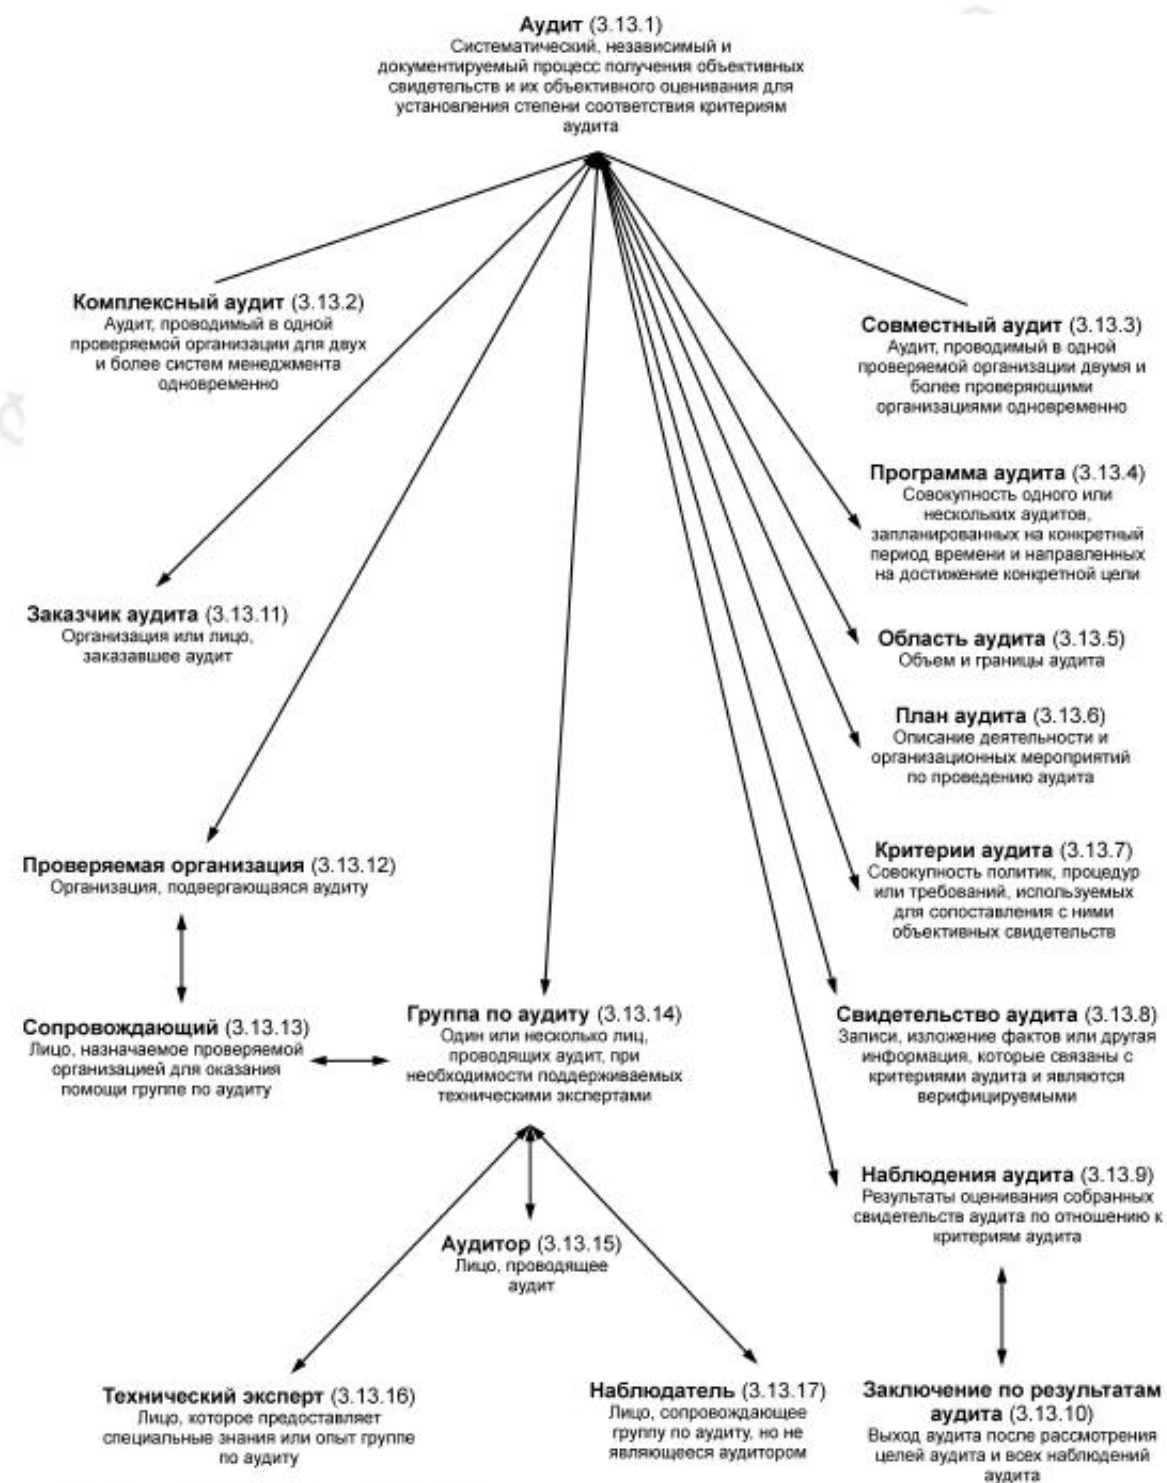 Аудит (3.13.1)
Систематический, независимый и
документируемый процесс получения объективных
свидетельств и их объективного оценивания для
установления степени соответствия критериям
аудита
Комплексный аудит (3.13.2)
Аудит, проводимый в одной
проверяемой организации для двух
и более систем менеджмента
одновременно
Совместный аудит (3.13.3)
Аудит, проводимый в одной
проверяемой организации двумя и
более проверяющими
организациями одновременно
Программа аудита (3.13.4)
Совокупность одного или
нескольких аудитов,
запланированных на конкретный
период времени и направленных
на достижение конкретной цели
Заказчик аудита (3.13.11)
Организация или лицо,
заказавшее аудит
Область аудита (3.13.5)
Объем и границы аудита
План аудита (3.13.6)
Описание деятельности и
организационных мероприятий
по проведению аудита
Проверяемая организация (3.13.12)
Организация, подвергающаяся аудиту
Критерии аудита (3.13.7)
Совокупность политик, процедур
или требований, используемых
для сопоставления с ними
объективных свидетельств
Сопровождающий (3.13.13)
Лицо, назначаемое проверяемой
организацией для оказания
помощи группе по аудиту
Группа по аудиту (3.13.14)
Один или несколько лиц,
проводящих аудит, при
необходимости поддерживаемых
техническими экспертами
Свидетельство аудита (3.13.8)
Записи, изложение фактов или другая
информация, которые связаны с
критериями аудита и являются
верифицируемыми
Наблюдения аудита (3.13.9)
Результаты оценивания собранных
свидетельств аудита по отношению к
критериям аудита
Аудитор (3.13.15)
Лицо, проводящее
аудит
Технический эксперт (3.13.16)
Лицо, которое предоставляет
специальные знания или опыт группе
по аудиту
Наблюдатель (3.13.17)
Лицо, сопровождающее
группу по аудиту, но не
являющееся аудитором
Заключение по результатам
аудита (3.13.10)
Выход аудита после рассмотрения
целей аудита и всех наблюдений
аудита